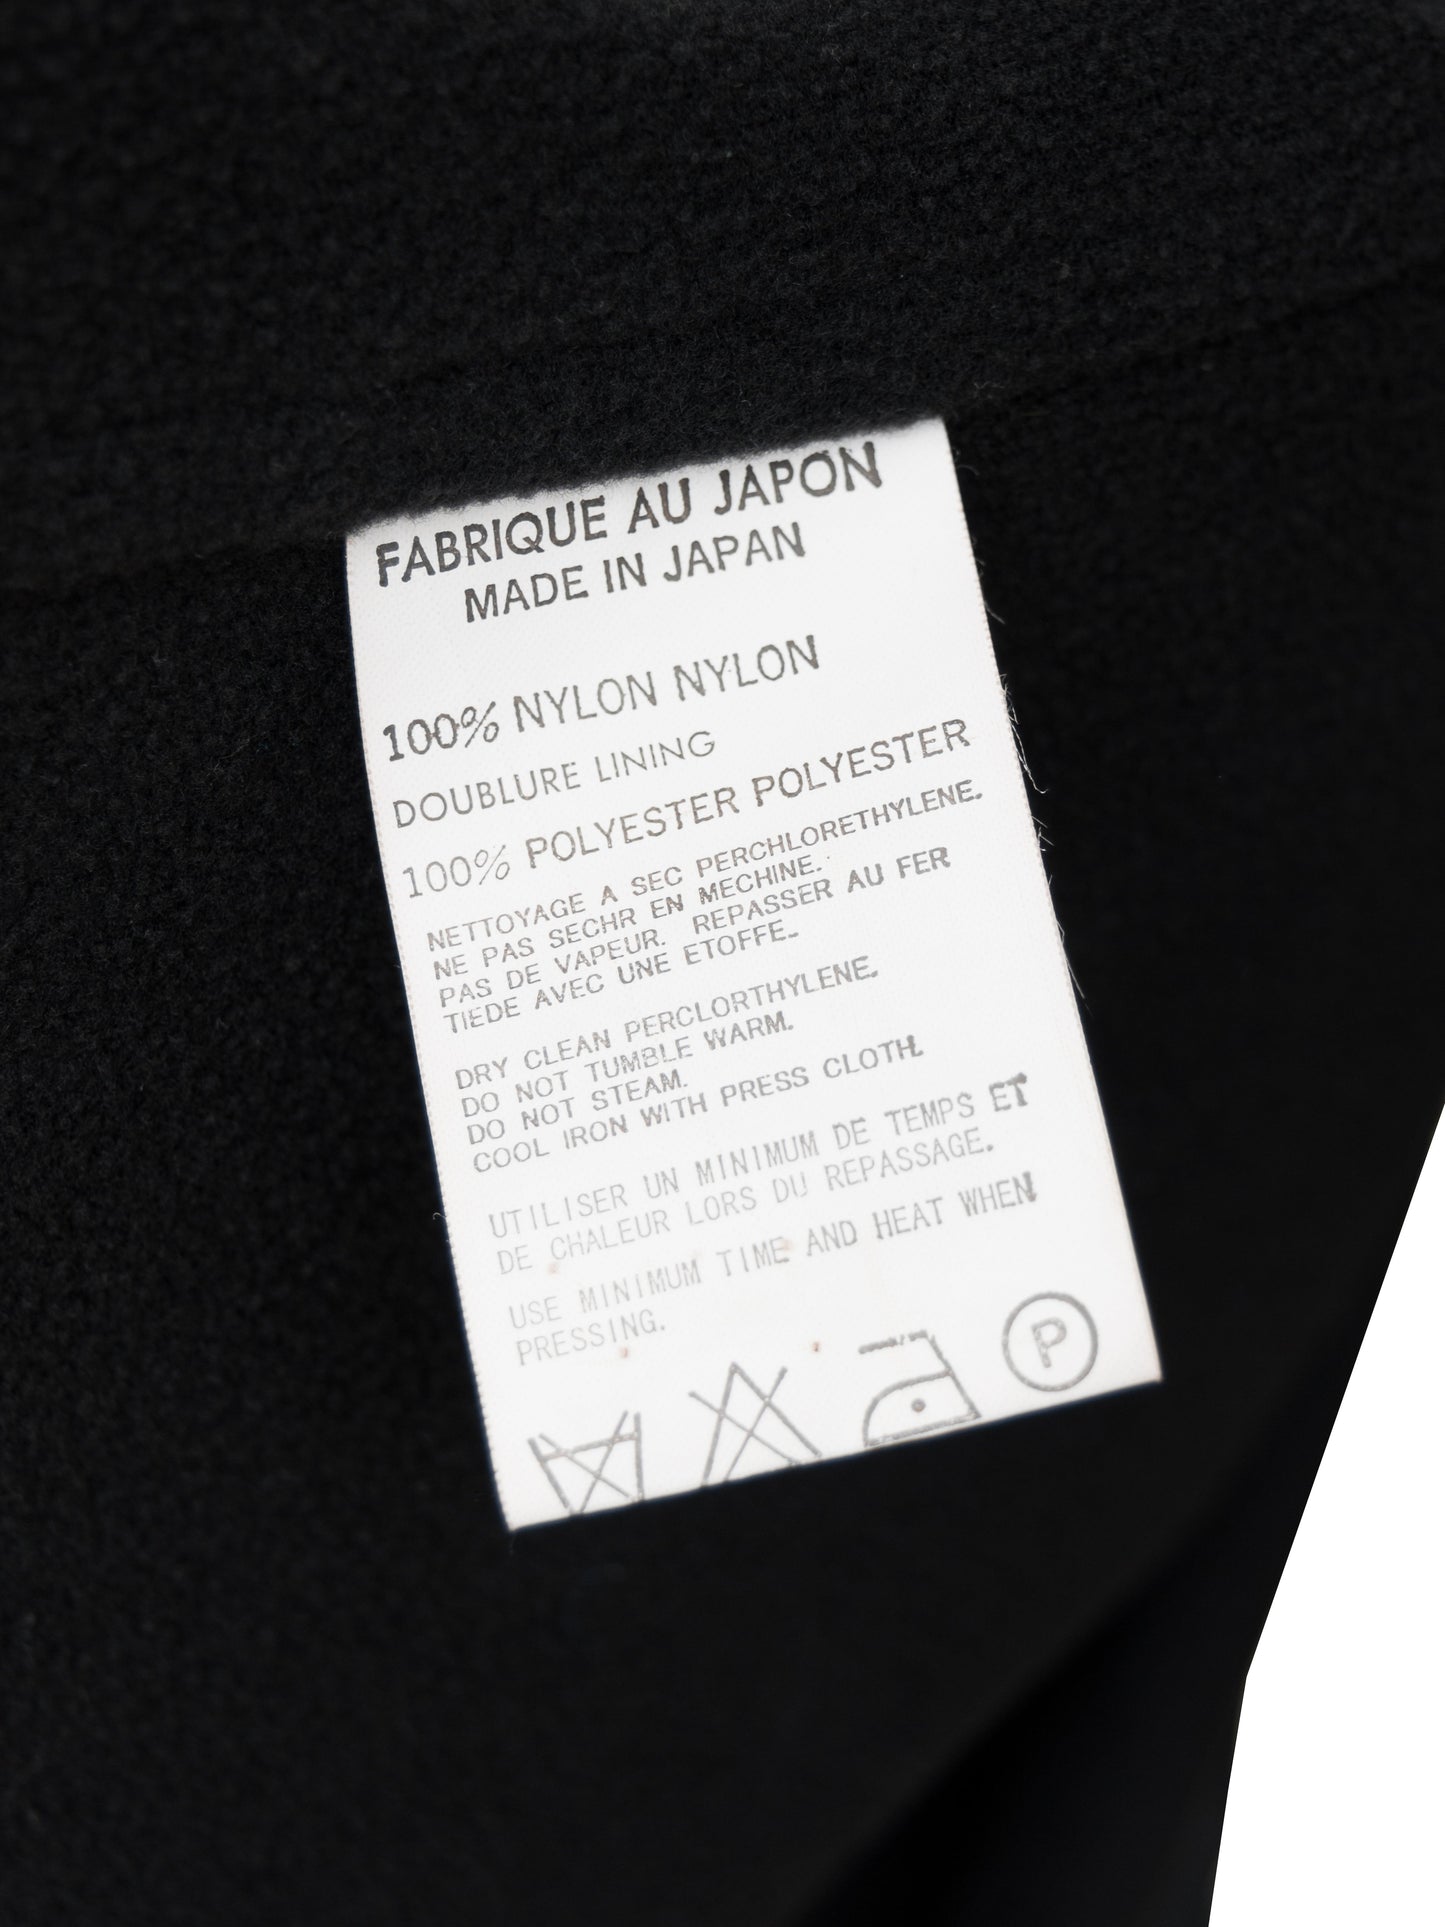 FABRIQUE AU JAPON
MADE IN JAPAN
100% NYLON NYLON
DOUBLURE LINING
100% POLYESTER POLYESTER
NETTOYAGE A SEC PERCHLORETHYLENE.
NE PAS SECHR EN MECHINE.
PAS DE VAPEUR. REPASSER AU FER
TIEDE AVEC UNE ETOFFE.
DRY CLEAN PERCLORTHYLENE.
DO NOT TUMBLE WARM.
DO NOT STEAM.
COOL IRON WITH PRESS CLOTH.
UTILISER UN MINIMUM DE TEMPS ET
DE CHALEUR LORS DU REPASSAGE.
USE MINIMUM TIME AND HEAT WHEN
PRESSING.
P